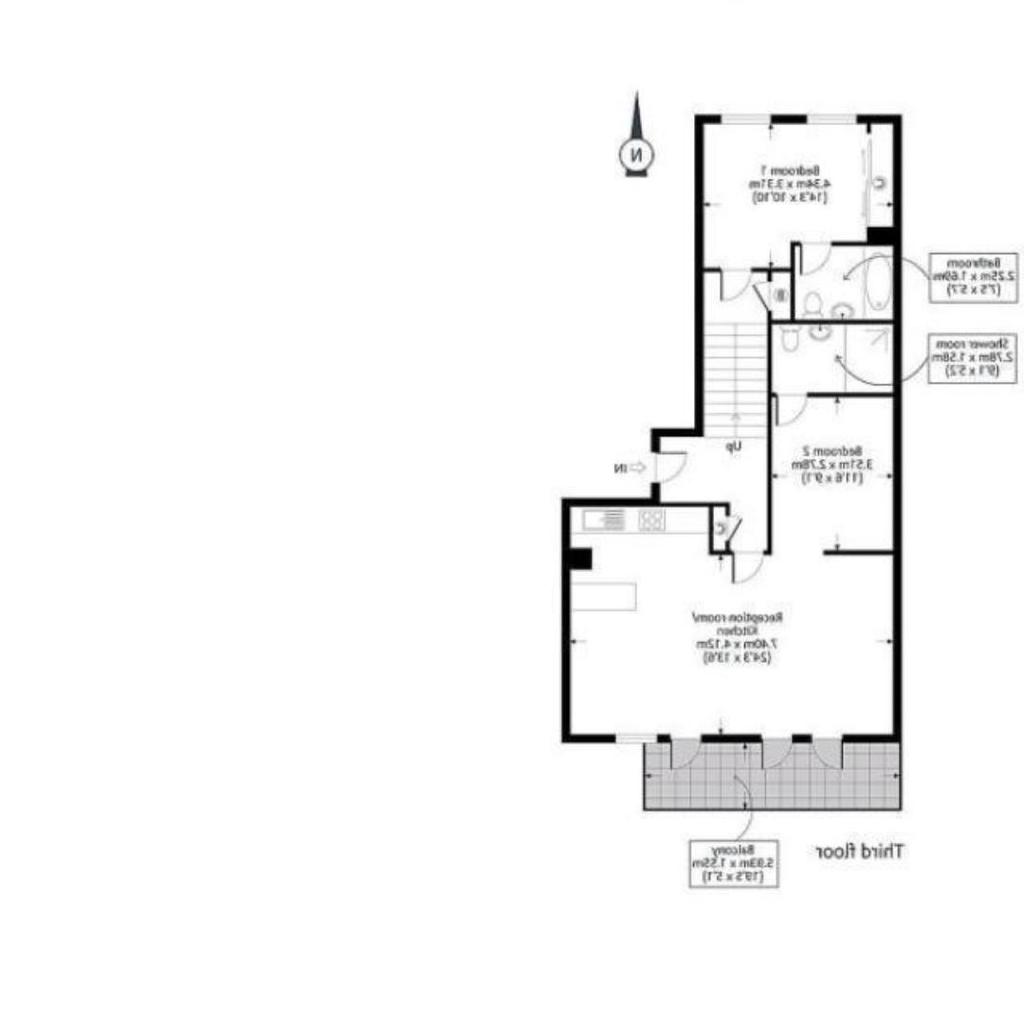 N
Bedroom 1
4.34m x 3.31m
(14'3 x 10'10)
C
Bathroom
2.25m x 1.69m
(7'5 x 5'7)
B
Shower room
2.78m x 1.58m
(9'1 x 5'2)
Up
Bedroom 2
3.51m x 2.78m
(11'6 x 9'1)
IN
C
Reception room/
Kitchen
7.40m x 4.12m
(24'3 x 13'6)
Balcony
5.93m x 1.55m
(19'5 x 5'1)
Third floor